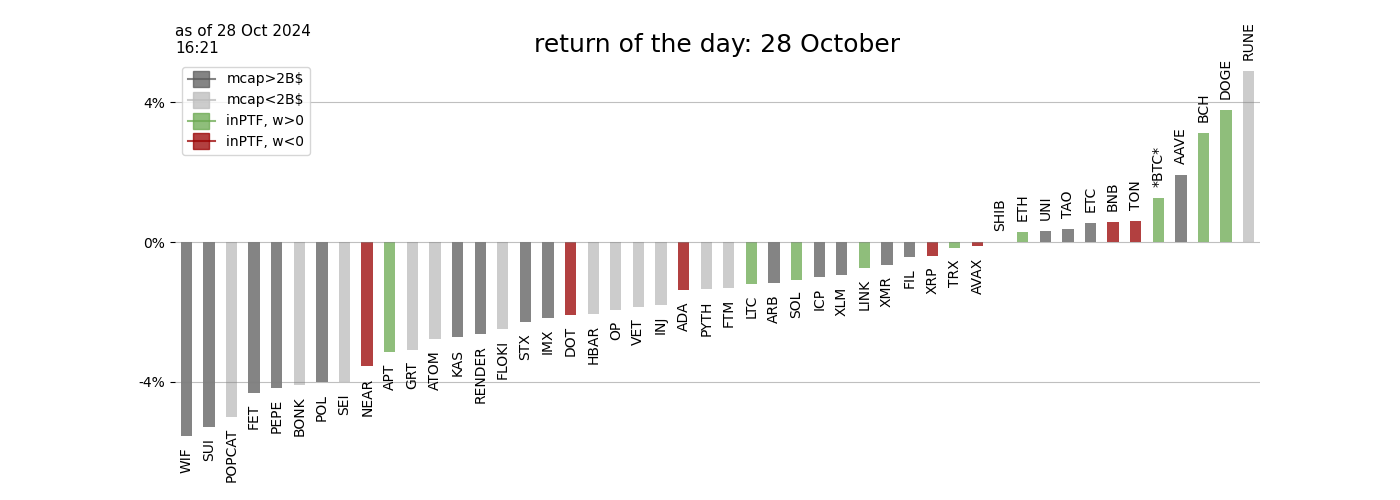 as of 28 Oct 2024
16:21
return of the day: 28 October
mcap>2B$
mcap<2B$
inPTF, w>0
inPTF, w<0
4%
0%
-4%
WIF
SUI
POPCAT
FET
PEPE
BONK
POL
SEI
NEAR
APT
GRT
ATOM
KAS
RENDER
FLOKI
STX
IMX
DOT
HBAR
OP
VET
INJ
ADA
PYTH
FTM
LTC
ARB
SOL
ICP
XLM
LINK
XMR
FIL
XRP
TRX
AVAX
SHIB
ETH
UNI
TAO
ETC
BNB
TON
*BTC*
AAVE
BCH
DOGE
RUNE